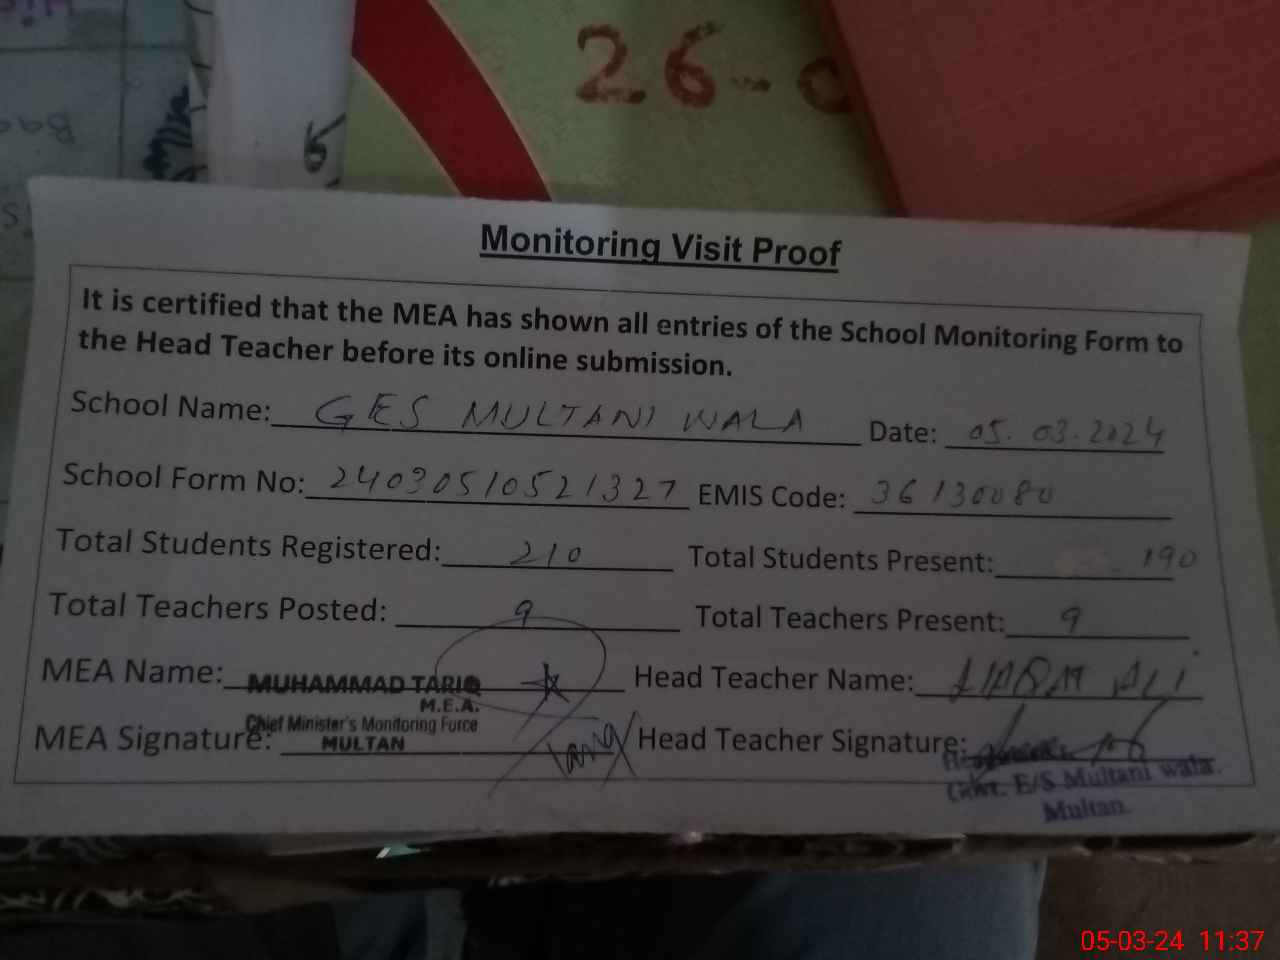 26-0
Monitoring Visit Proof
It is certified that the MEA has shown all entries of the School Monitoring Form to
the Head Teacher before its online submission.
School Name: GES MULTANI WALA Date: 05.03.2024
School Form No: 24030510521327 EMIS Code: 36130080
Total Students Registered: 210 Total Students Present: 190
Total Teachers Posted: 9 Total Teachers Present: 9
MEA Name: MUHAMMAD TARIQ Head Teacher Name: ALI
M.E.A.
Chief Minister's Monitoring Force
MULTAN
MEA Signature: Tariq Head Teacher Signature:
Govt. E/S Multani wala.
Multan.
05-03-24 11:37